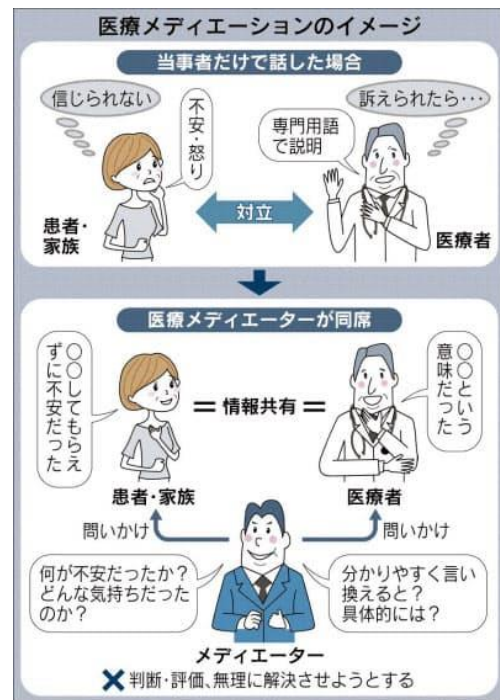 医療メディエーションのイメージ
当事者だけで話した場合
信じられない
不安・怒り
専門用語
で説明
訴えられたら・・・
患者・
家族
対立
医療者
医療メディエーターが同席
○○してもらえ
ずに不安だった
＝情報共有＝
○○という
意味だった
患者・家族
医療者
問いかけ
問いかけ
何が不安だったか？
どんな気持ちだった
のか？
分かりやすく言い
換えると？
具体的には？
メディエーター
✕判断・評価、無理に解決させようとする